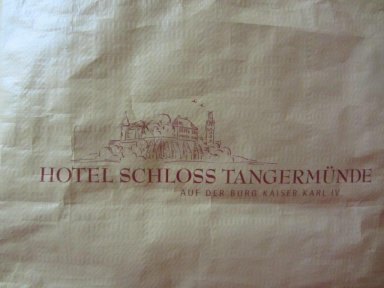 HOTEL SCHLOSS TANGERMÜNDE
AUF DER BURG KAISER KARL IV.